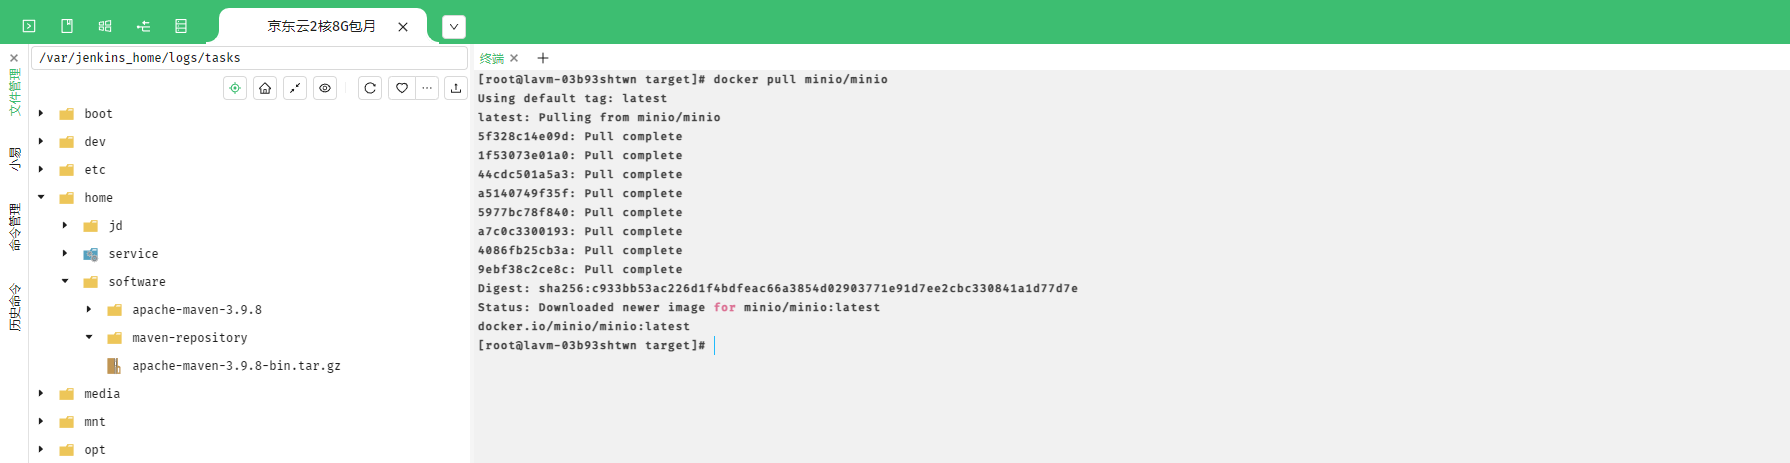 京东云2核8G包月
/var/jenkins_home/logs/tasks
文件管理
小易
命令管理
历史命令
boot
dev
etc
home
jd
service
software
apache-maven-3.9.8
maven-repository
apache-maven-3.9.8-bin.tar.gz
media
mnt
opt
终端
[root@lavm-03b93shtwn target]# docker pull minio/minio
Using default tag: latest
latest: Pulling from minio/minio
5f328c14e09d: Pull complete
1f53073e01a0: Pull complete
44cdc501a5a3: Pull complete
a5140749f35f: Pull complete
5977bc78f840: Pull complete
a7c0c3300193: Pull complete
4086fb25cb3a: Pull complete
9ebf38c2ce8c: Pull complete
Digest: sha256:c933bb53ac226d1f4bdfeac66a3854d02903771e91d7ee2cbc330841a1d77d7e
Status: Downloaded newer image for minio/minio:latest
docker.io/minio/minio:latest
[root@lavm-03b93shtwn target]#